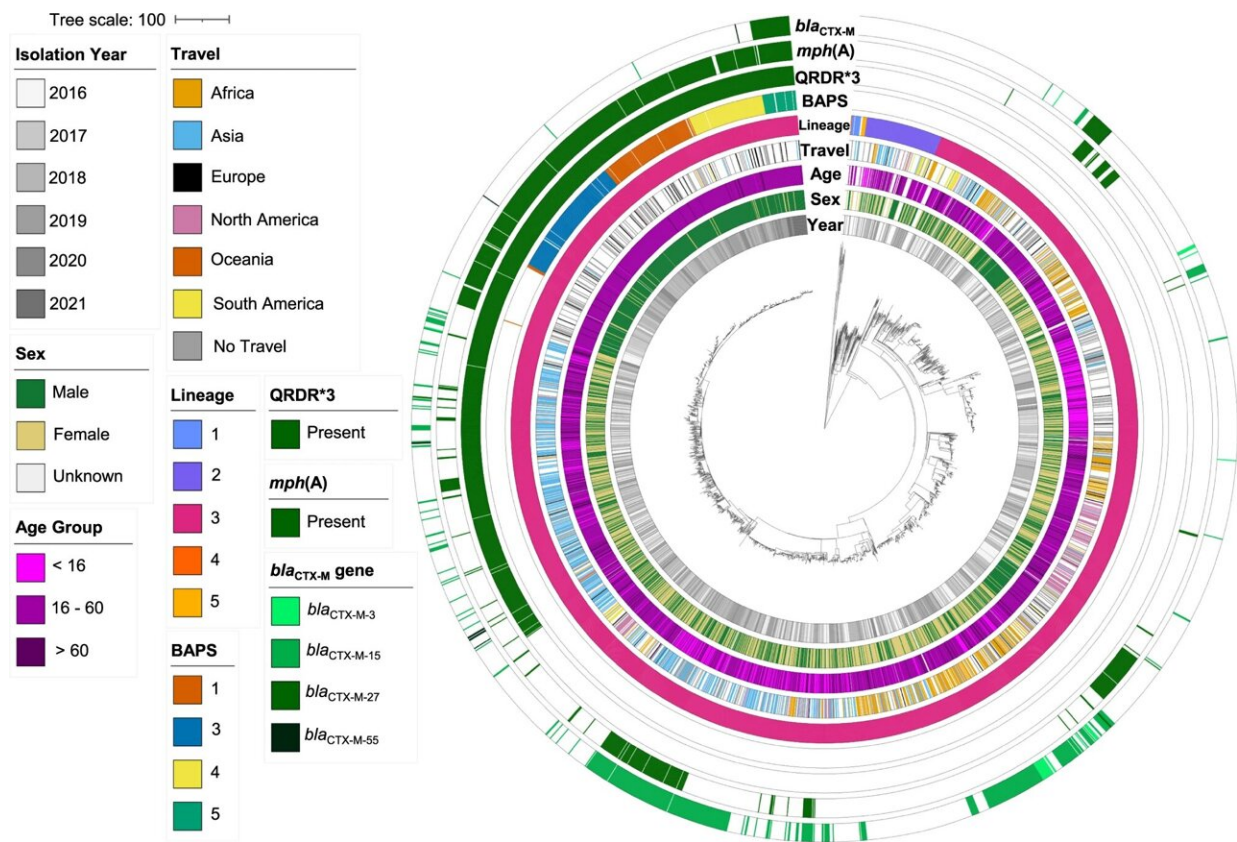 Tree scale: 100
Isolation Year
2016
2017
2018
2019
2020
2021
Sex
Male
Female
Unknown
Age Group
< 16
16 - 60
> 60
Travel
Africa
Asia
Europe
North America
Oceania
South America
No Travel
Lineage
1
2
3
4
5
BAPS
1
3
4
5
QRDR*3
Present
mph(A)
Present
blaCTX-M gene
blaCTX-M-3
blaCTX-M-15
blaCTX-M-27
blaCTX-M-55
blaCTX-M
mph(A)
QRDR*3
BAPS
Lineage
Travel
Age
Sex
Year